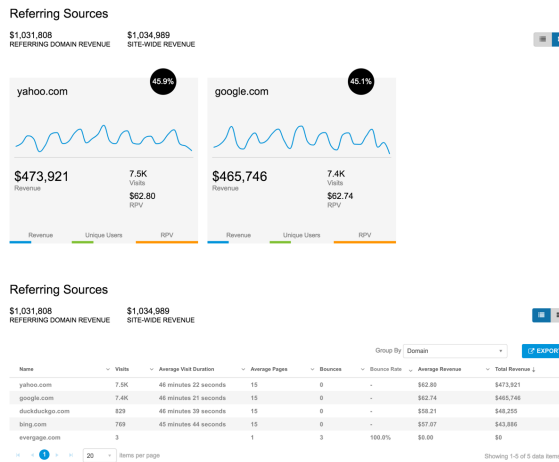 Referring Sources
$1,031,808 $1,034,989
REFERRING DOMAIN REVENUE SITE-WIDE REVENUE
yahoo.com 45.9% google.com 45.1%
$473,921 7.5K $465,746 7.4K
Revenue Visits Revenue Visits
$62.80 $62.74
RPV RPV
Revenue Unique Users RPV Revenue Unique Users RPV
Referring Sources
$1,031,808 $1,034,989
REFERRING DOMAIN REVENUE SITE-WIDE REVENUE
Group By Domain EXPORT
Name Visits Average Visit Duration Average Pages Bounces Bounce Rate Average Revenue Total Revenue ↓
yahoo.com 7.5K 46 minutes 22 seconds 15 0 - $62.80 $473,921
google.com 7.4K 46 minutes 21 seconds 15 0 - $62.74 $465,746
duckduckgo.com 829 46 minutes 39 seconds 15 0 - $58.21 $48,255
bing.com 769 45 minutes 44 seconds 15 0 - $57.07 $43,886
evergage.com 3 1 3 100.0% $0.00 $0
1 20 Items per page Showing 1-5 of 5 data items